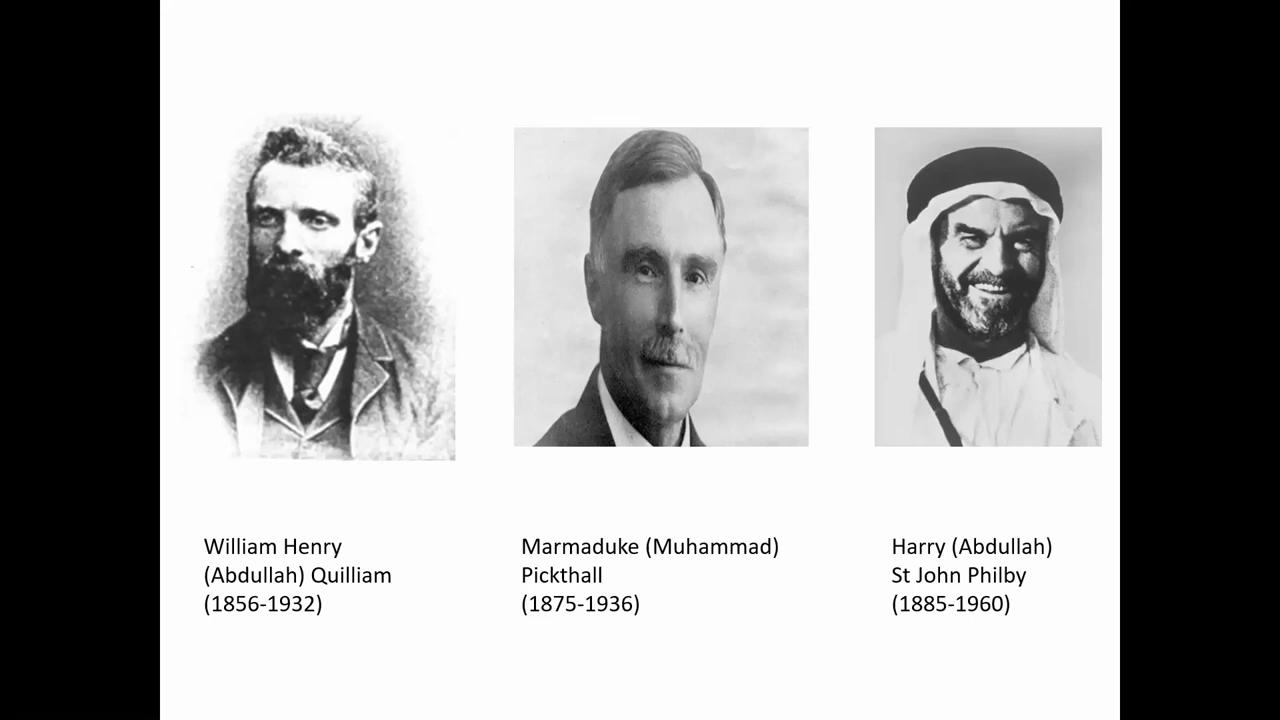 William Henry
(Abdullah) Quilliam
(1856-1932)
Marmaduke (Muhammad)
Pickthall
(1875-1936)
Harry (Abdullah)
St John Philby
(1885-1960)